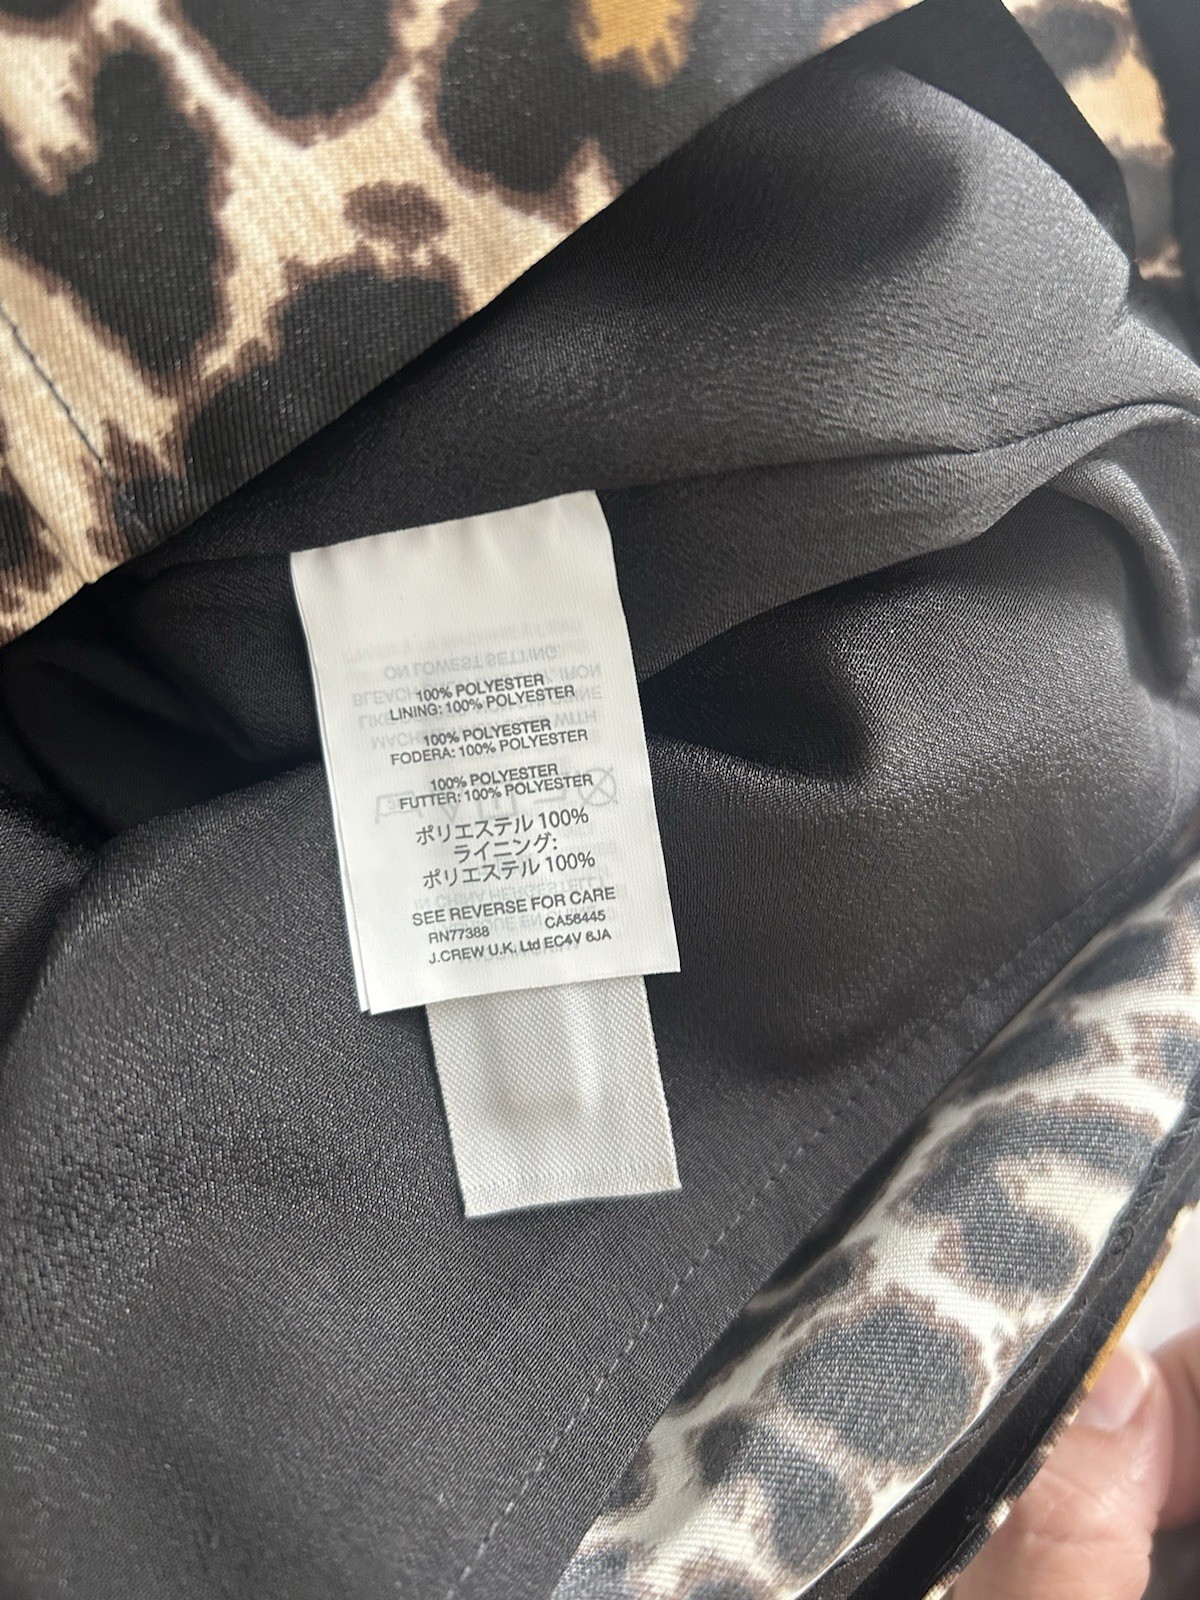 100% POLYESTER
LINING: 100% POLYESTER
100% POLYESTER
FODERA: 100% POLYESTER
100% POLYESTER
FUTTER: 100% POLYESTER
ポリエステル 100%
ライニング:
ポリエステル 100%
SEE REVERSE FOR CARE
RN77388 CA56445
J.CREW U.K. Ltd EC4V 6JA